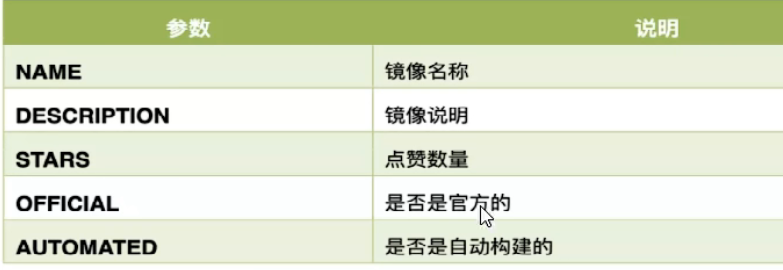 参数 说明
NAME 镜像名称
DESCRIPTION 镜像说明
STARS 点赞数量
OFFICIAL 是否是官方的
AUTOMATED 是否是自动构建的